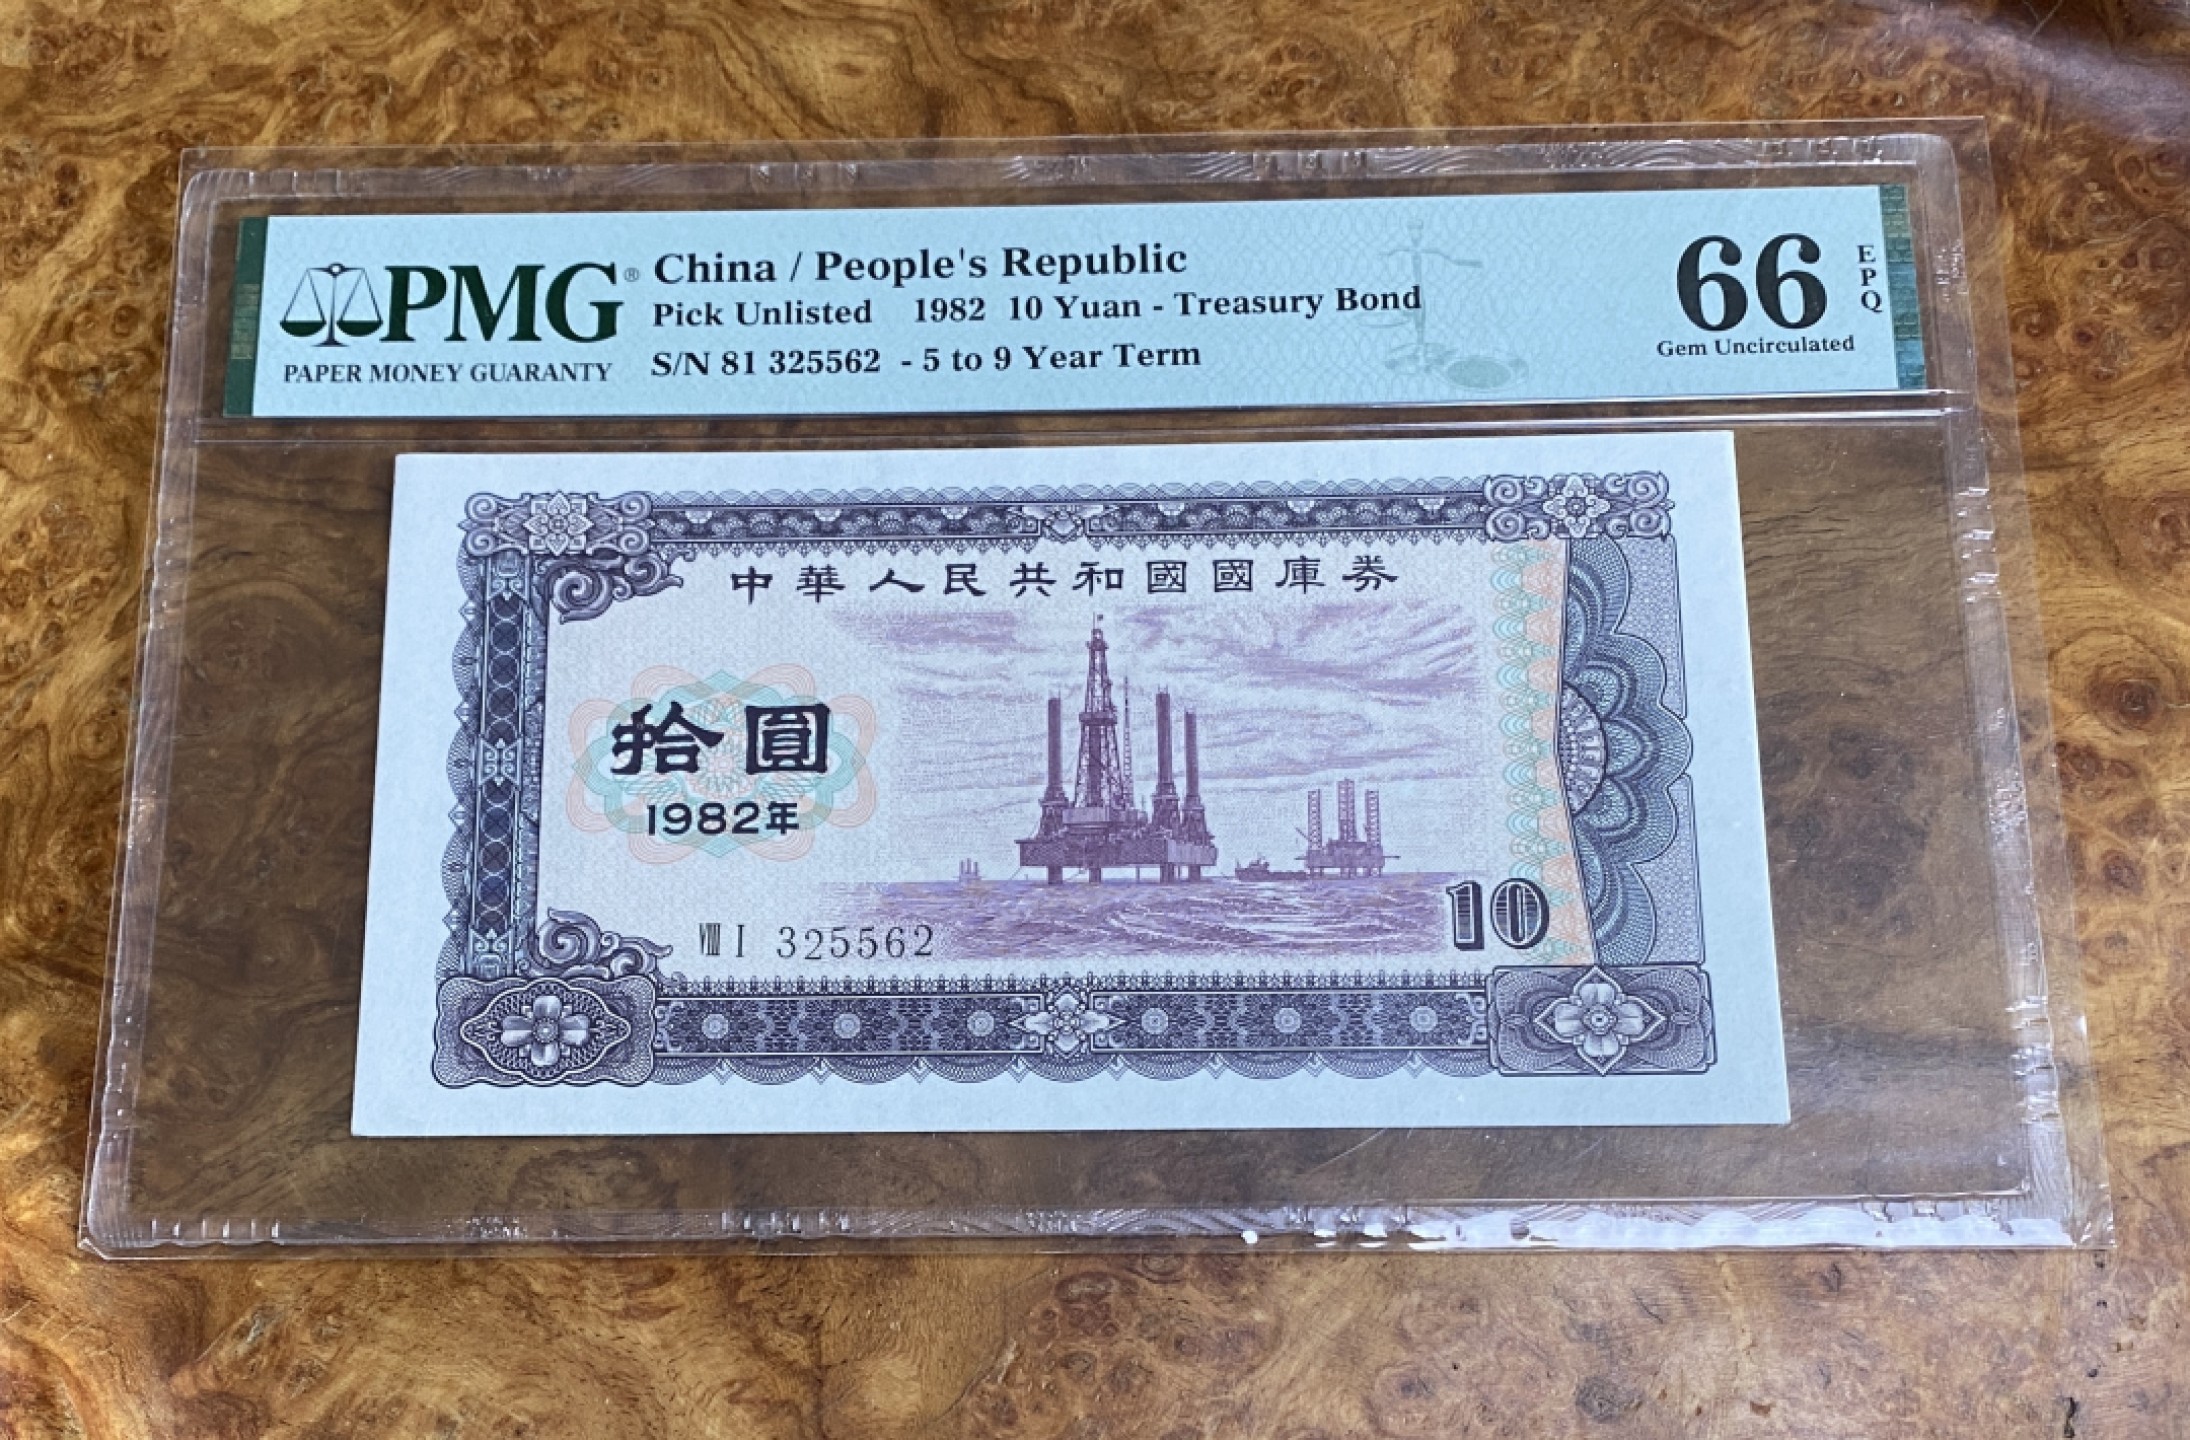 PMG®
PAPER MONEY GUARANTY
China / People's Republic
Pick Unlisted 1982 10 Yuan - Treasury Bond
S/N 81 325562 - 5 to 9 Year Term
66
EPQ
Gem Uncirculated
中華人民共和國國庫券
拾圓
1982年
VIII I 325562
10